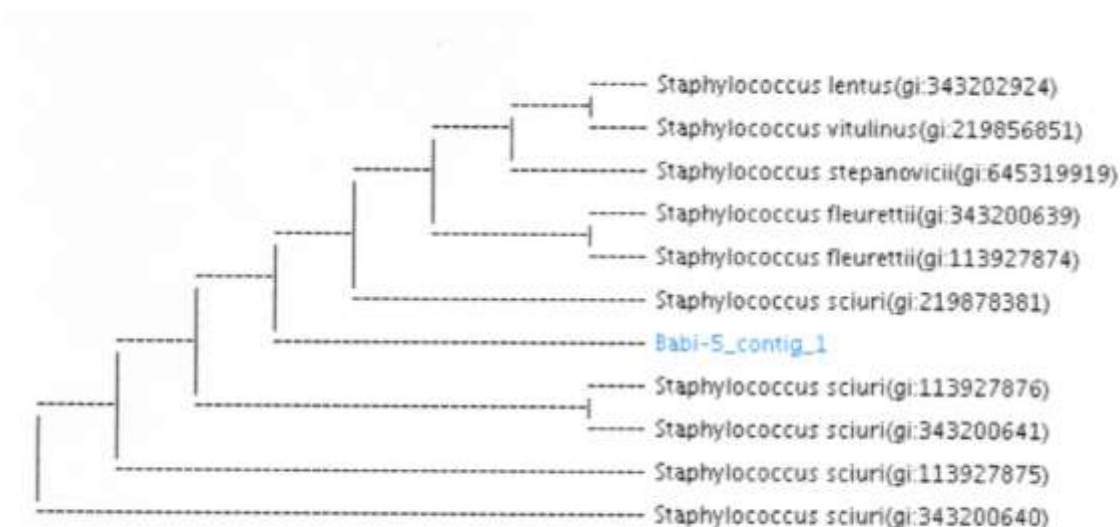 Staphylococcus lentus(gi:343202924)
Staphylococcus vitulinus(gi:219856851)
Staphylococcus stepanovicii(gi:645319919)
Staphylococcus fleurettii(gi:343200639)
Staphylococcus fleurettii(gi:113927874)
Staphylococcus sciuri(gi:219878381)
Babi-5_contig_1
Staphylococcus sciuri(gi:113927876)
Staphylococcus sciuri(gi:343200641)
Staphylococcus sciuri(gi:113927875)
Staphylococcus sciuri(gi:343200640)